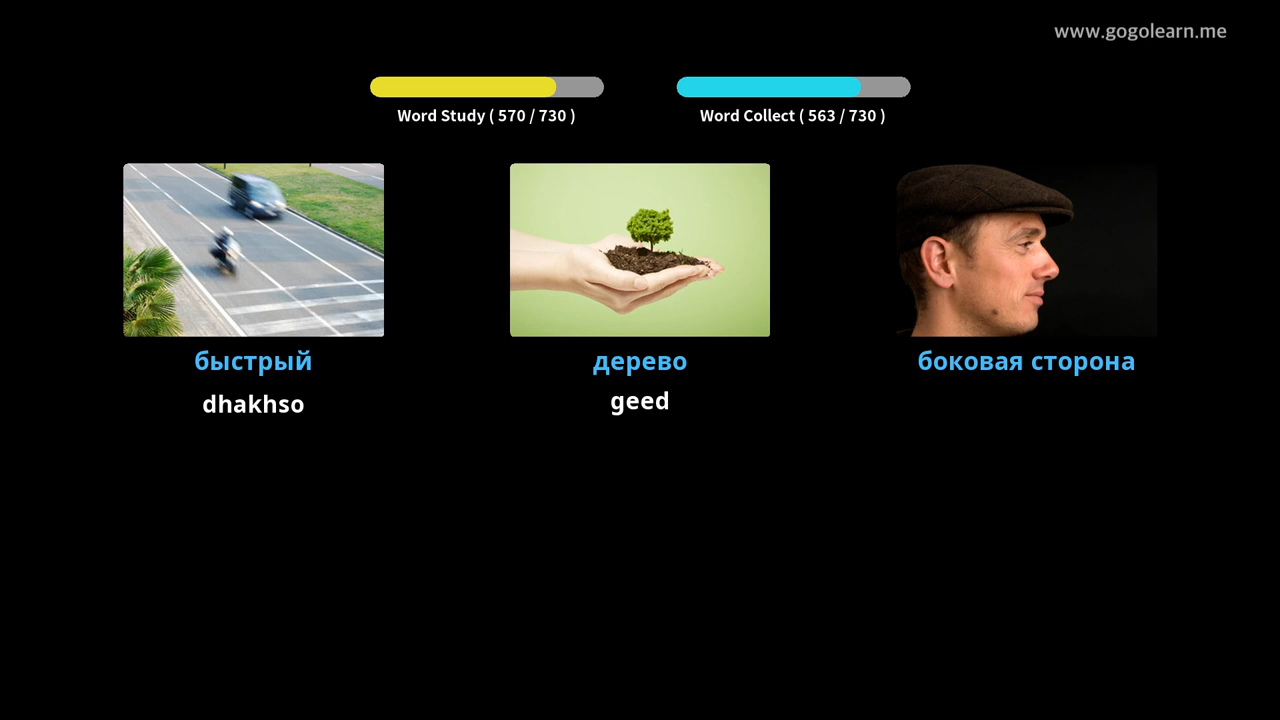 www.gogolearn.me
Word Study ( 570 / 730 )
Word Collect ( 563 / 730 )
быстрый
дерево
боковая сторона
dhakhso
geed